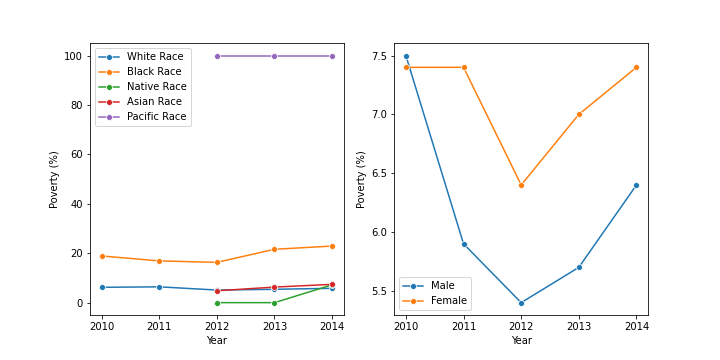 100
80
60
40
20
0
Poverty (%)
White Race
Black Race
Native Race
Asian Race
Pacific Race
2010 2011 2012 2013 2014
Year
7.5
7.0
6.5
6.0
5.5
Poverty (%)
Male
Female
2010 2011 2012 2013 2014
Year